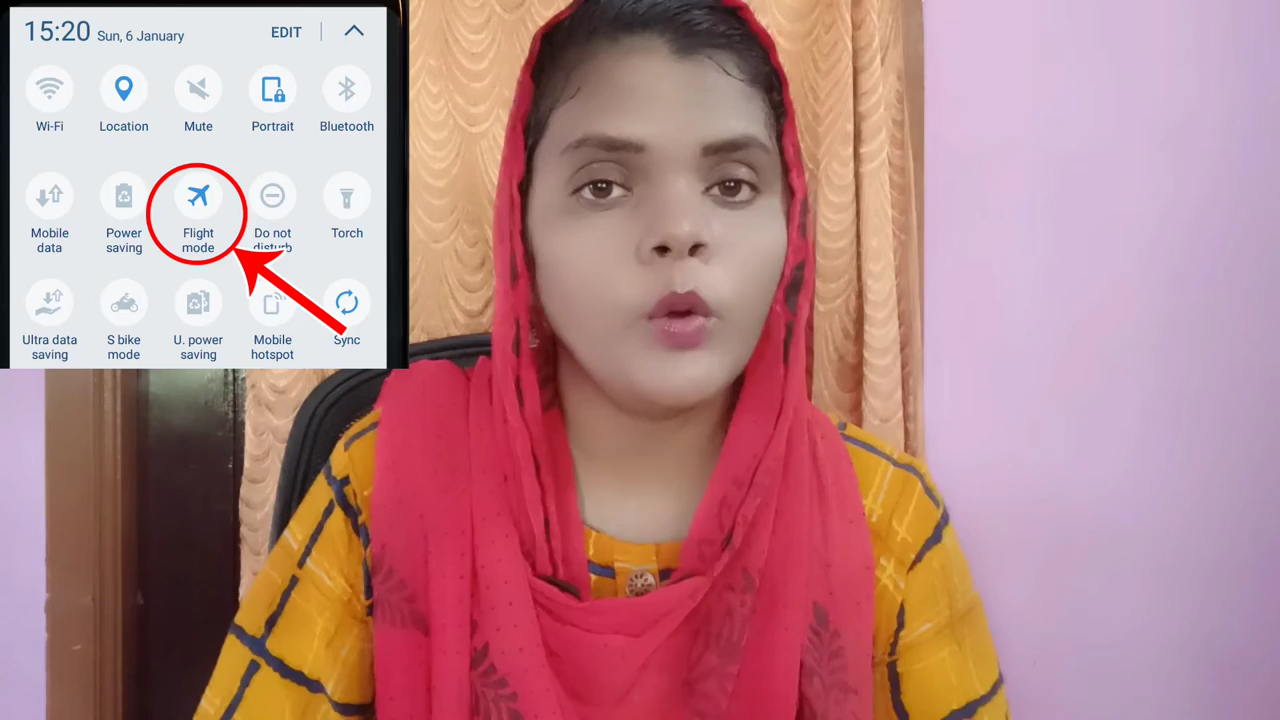 15:20 Sun, 6 January EDIT
Wi-Fi Location Mute Portrait Bluetooth
Mobile Power Flight Do not Torch
data saving mode disturb
Ultra data S bike U. power Mobile Sync
saving mode saving hotspot